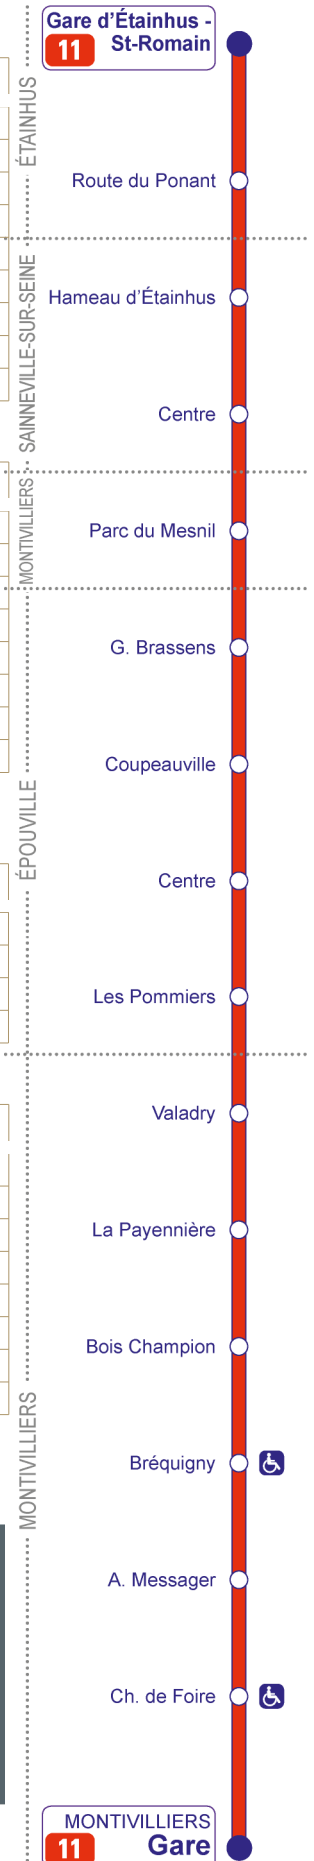 Gare d'Étainhus -
11 St-Romain
ÉTAINHUS
Route du Ponant
SAINNEVILLE-SUR-SEINE
Hameau d'Étainhus
Centre
MONTIVILLIERS
Parc du Mesnil
ÉPOUVILLE
G. Brassens
Coupeauville
Centre
Les Pommiers
MONTIVILLIERS
Valadry
La Payennière
Bois Champion
Bréquigny
A. Messager
Ch. de Foire
MONTIVILLIERS
11 Gare